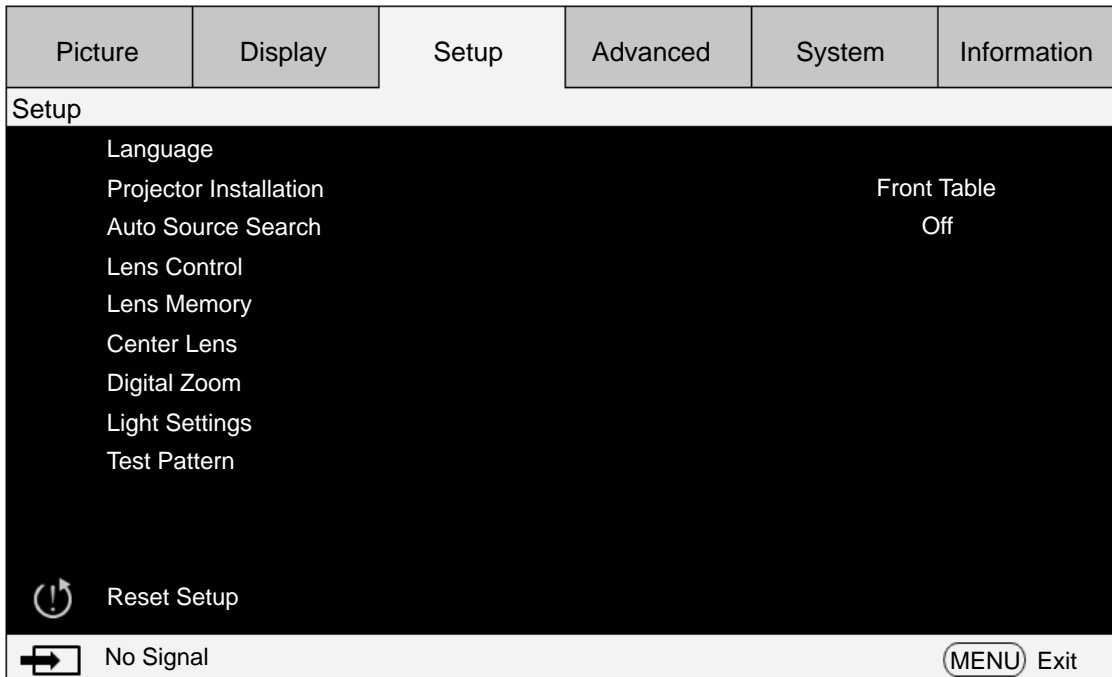 Picture Display Setup Advanced System Information
Setup
Language
Projector Installation Front Table
Auto Source Search Off
Lens Control
Lens Memory
Center Lens
Digital Zoom
Light Settings
Test Pattern
Reset Setup
No Signal MENU Exit